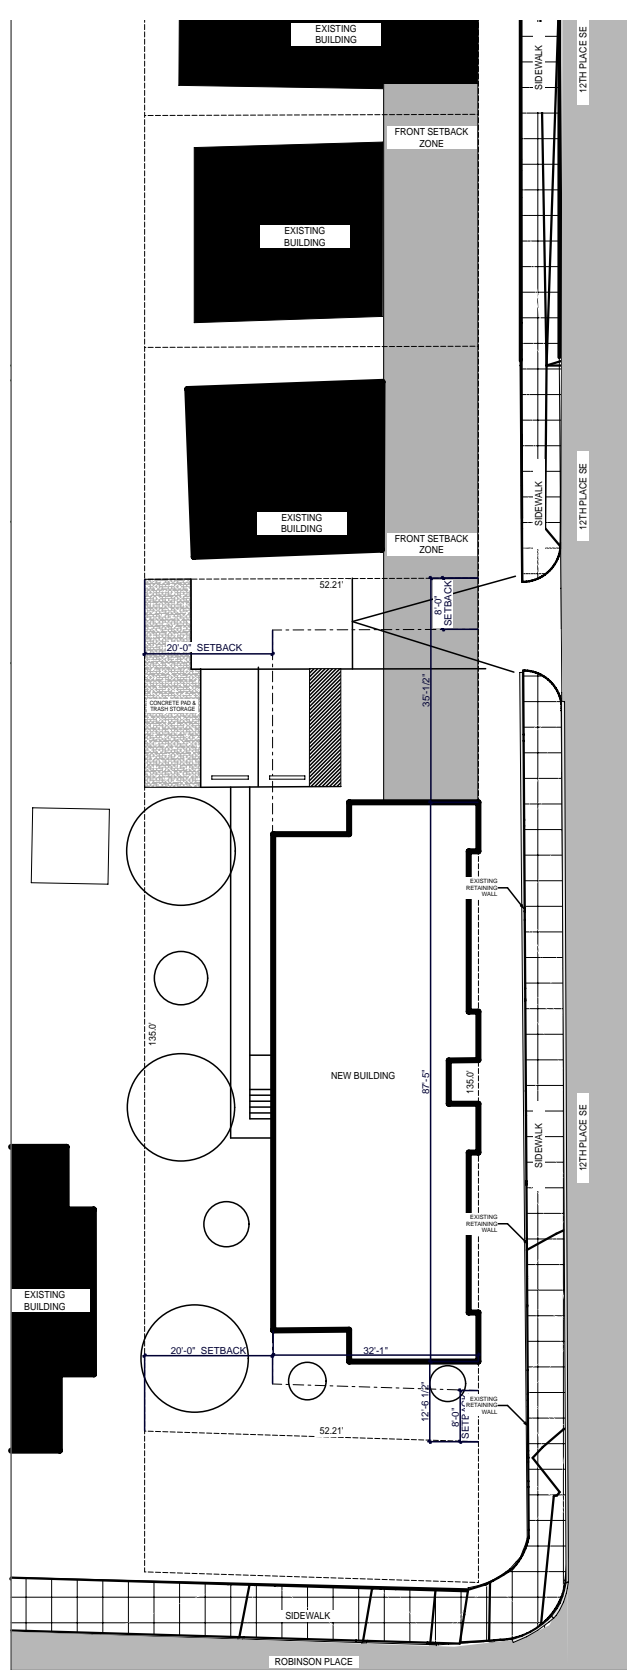 EXISTING
BUILDING
SIDEWALK
12TH PLACE SE
FRONT SETBACK
ZONE
EXISTING
BUILDING
EXISTING
BUILDING
SIDEWALK
12TH PLACE SE
FRONT SETBACK
ZONE
52.21'
8'-0"
SETBACK
20'-0" SETBACK
35'-1/2"
CONCRETE PAD &
TRASH STORAGE
EXISTING
RETAINING
WALL
135.0'
NEW BUILDING
87'-5"
135.0'
SIDEWALK
12TH PLACE SE
EXISTING
RETAINING
WALL
EXISTING
BUILDING
20'-0" SETBACK
32'-1"
12'-6 1/2"
8'-0"
EXISTING
RETAINING
WALL
52.21'
SIDEWALK
ROBINSON PLACE